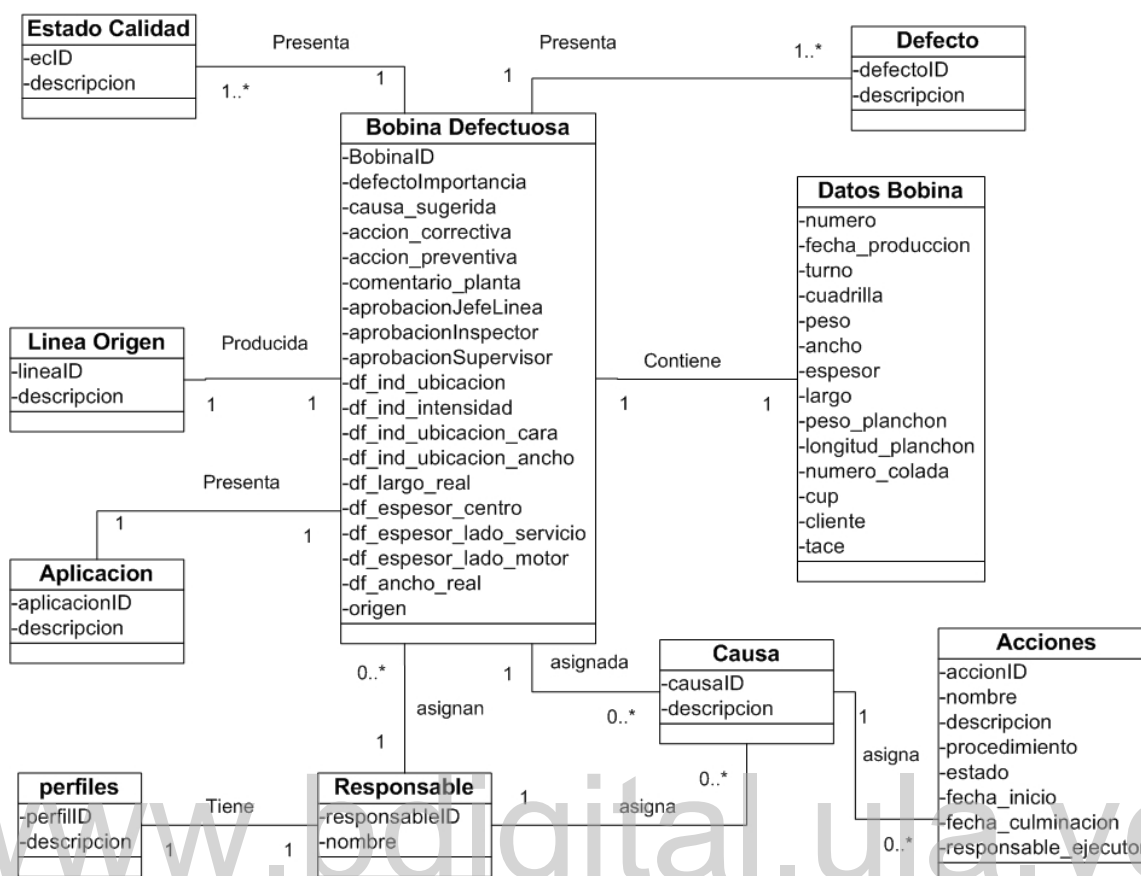 Estado Calidad
-ecID
-descripcion
Presenta
1..*
1
Presenta
1
1..*
Defecto
-defectoID
-descripcion
Bobina Defectuosa
-BobinaID
-defectoImportancia
-causa_sugerida
-accion_correctiva
-accion_preventiva
-comentario_planta
-aprobacionJefeLinea
-aprobacionInspector
-aprobacionSupervisor
-df_ind_ubicacion
-df_ind_intensidad
-df_ind_ubicacion_cara
-df_ind_ubicacion_ancho
-df_largo_real
-df_espesor_centro
-df_espesor_lado_servicio
-df_espesor_lado_motor
-df_ancho_real
-origen
Datos Bobina
-numero
-fecha_produccion
-turno
-cuadrilla
-peso
-ancho
-espesor
-largo
-peso_planchon
-longitud_planchon
-numero_colada
-cup
-cliente
-tace
Linea Origen
-lineaID
-descripcion
Producida
1
1
Contiene
1
1
Presenta
1
1
Aplicacion
-aplicacionID
-descripcion
0..*
asignan
1
1
asignada
0..*
Causa
-causaID
-descripcion
1
asigna
0..*
Acciones
-accionID
-nombre
-descripcion
-procedimiento
-estado
-fecha_inicio
-fecha_culminacion
-responsable_ejecutor
perfiles
-perfilID
-descripcion
Tiene
1
1
Responsable
-responsableID
-nombre
1
asigna
0..*
www.bdigital.ula.ve